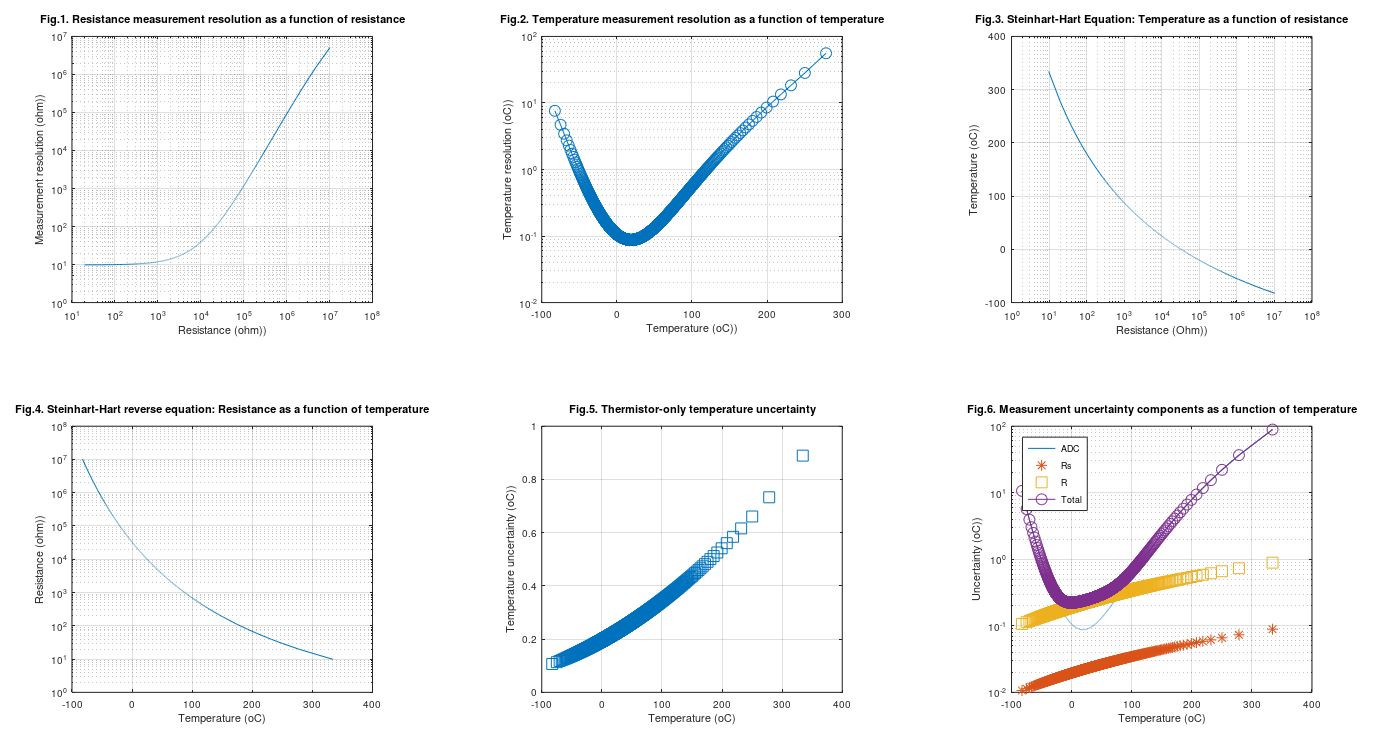 Fig.1. Resistance measurement resolution as a function of resistance
10^7
10^6
10^5
10^4
10^3
10^2
10^1
10^0
Measurement resolution (ohm))
10^1 10^2 10^3 10^4 10^5 10^6 10^7 10^8
Resistance (ohm))
Fig.2. Temperature measurement resolution as a function of temperature
10^2
10^1
10^0
10^-1
10^-2
Temperature resolution (oC))
-100 0 100 200 300
Temperature (oC))
Fig.3. Steinhart-Hart Equation: Temperature as a function of resistance
400
300
200
100
0
-100
Temperature (oC))
10^0 10^1 10^2 10^3 10^4 10^5 10^6 10^7 10^8
Resistance (Ohm))
Fig.4. Steinhart-Hart reverse equation: Resistance as a function of temperature
10^8
10^7
10^6
10^5
10^4
10^3
10^2
10^1
10^0
Resistance (ohm))
-100 0 100 200 300 400
Temperature (oC)
Fig.5. Thermistor-only temperature uncertainty
1
0.8
0.6
0.4
0.2
0
Temperature uncertainty (oC))
-100 0 100 200 300 400
Temperature (oC)
Fig.6. Measurement uncertainty components as a function of temperature
10^2
10^1
10^0
10^-1
10^-2
Uncertainty (oC))
ADC
Rs
R
Total
-100 0 100 200 300 400
Temperature (oC)